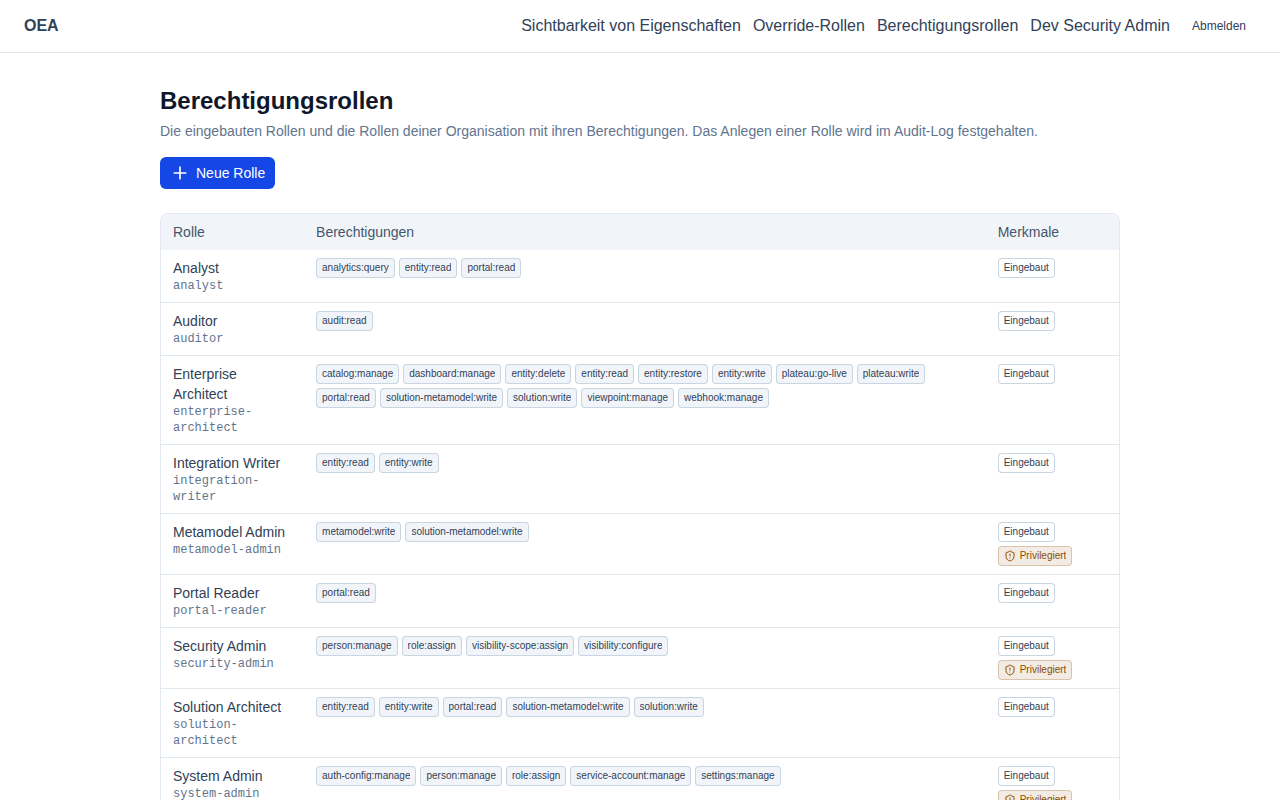 OEA
Sichtbarkeit von Eigenschaften Override-Rollen Berechtigungsrollen Dev Security Admin Abmelden
Berechtigungsrollen
Die eingebauten Rollen und die Rollen deiner Organisation mit ihren Berechtigungen. Das Anlegen einer Rolle wird im Audit-Log festgehalten.
Neue Rolle
Rolle Berechtigungen Merkmale
Analyst analytics:query entity:read portal:read Eingebaut
analyst
Auditor audit:read Eingebaut
auditor
Enterprise catalog:manage dashboard:manage entity:delete entity:read entity:restore entity:write plateau:go-live plateau:write Eingebaut
Architect portal:read solution-metamodel:write solution:write viewpoint:manage webhook:manage
enterprise-
architect
Integration Writer entity:read entity:write Eingebaut
integration-
writer
Metamodel Admin metamodel:write solution-metamodel:write Eingebaut
metamodel-admin Privilegiert
Portal Reader portal:read Eingebaut
portal-reader
Security Admin person:manage role:assign visibility-scope:assign visibility:configure Eingebaut
security-admin Privilegiert
Solution Architect entity:read entity:write portal:read solution-metamodel:write solution:write Eingebaut
solution-
architect
System Admin auth-config:manage person:manage role:assign service-account:manage settings:manage Eingebaut
system-admin Privilegiert